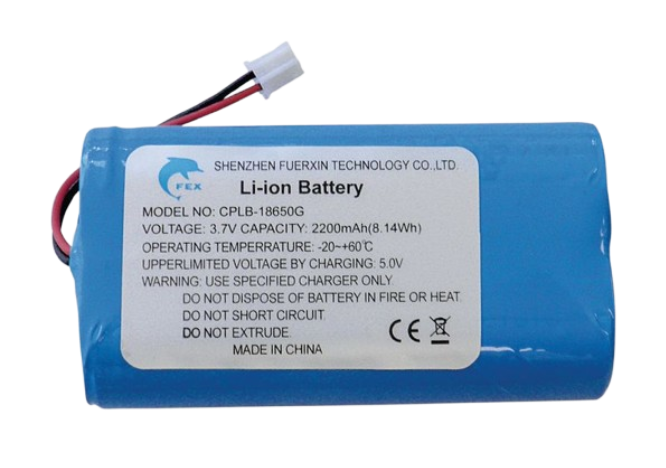 SHENZHEN FUERXIN TECHNOLOGY CO.,LTD.
FEX
Li-ion Battery
MODEL NO: CPLB-18650G
VOLTAGE: 3.7V CAPACITY: 2200mAh(8.14Wh)
OPERATING TEMPERRATURE: -20~+60℃
UPPERLIMITED VOLTAGE BY CHARGING: 5.0V
WARNING: USE SPECIFIED CHARGER ONLY.
DO NOT DISPOSE OF BATTERY IN FIRE OR HEAT.
DO NOT SHORT CIRCUIT.
DO NOT EXTRUDE.
CE
MADE IN CHINA